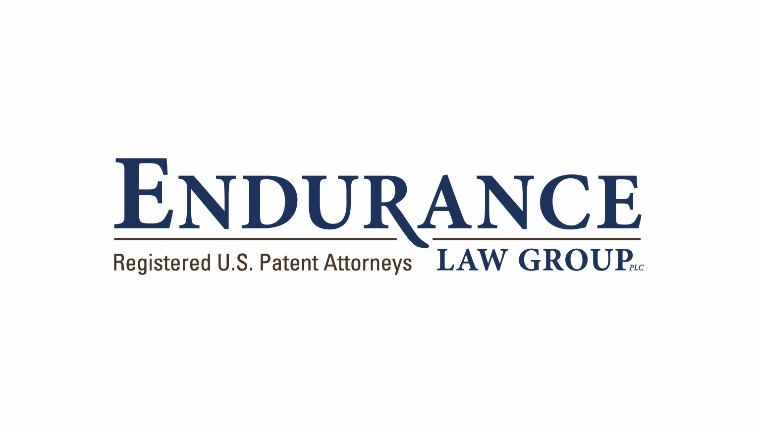 ENDURANCE
Registered U.S. Patent Attorneys LAW GROUP PLC